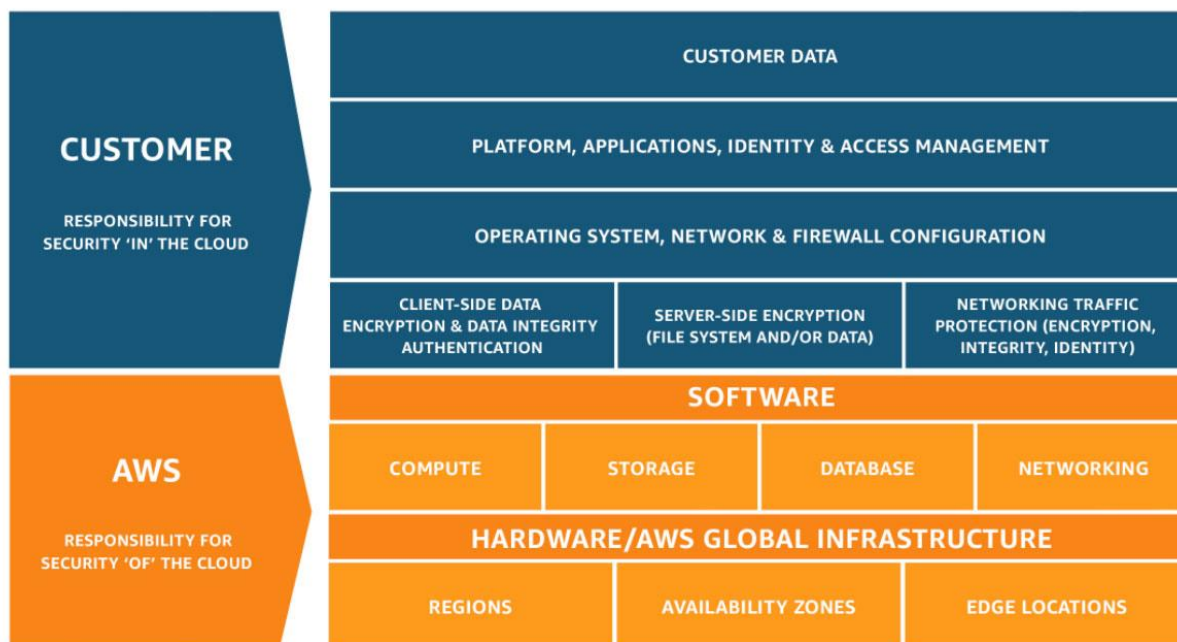 CUSTOMER
RESPONSIBILITY FOR
SECURITY ‘IN’ THE CLOUD
CUSTOMER DATA
PLATFORM, APPLICATIONS, IDENTITY & ACCESS MANAGEMENT
OPERATING SYSTEM, NETWORK & FIREWALL CONFIGURATION
CLIENT-SIDE DATA
ENCRYPTION & DATA INTEGRITY
AUTHENTICATION
SERVER-SIDE ENCRYPTION
(FILE SYSTEM AND/OR DATA)
NETWORKING TRAFFIC
PROTECTION (ENCRYPTION,
INTEGRITY, IDENTITY)
AWS
RESPONSIBILITY FOR
SECURITY ‘OF’ THE CLOUD
SOFTWARE
COMPUTE
STORAGE
DATABASE
NETWORKING
HARDWARE/AWS GLOBAL INFRASTRUCTURE
REGIONS
AVAILABILITY ZONES
EDGE LOCATIONS